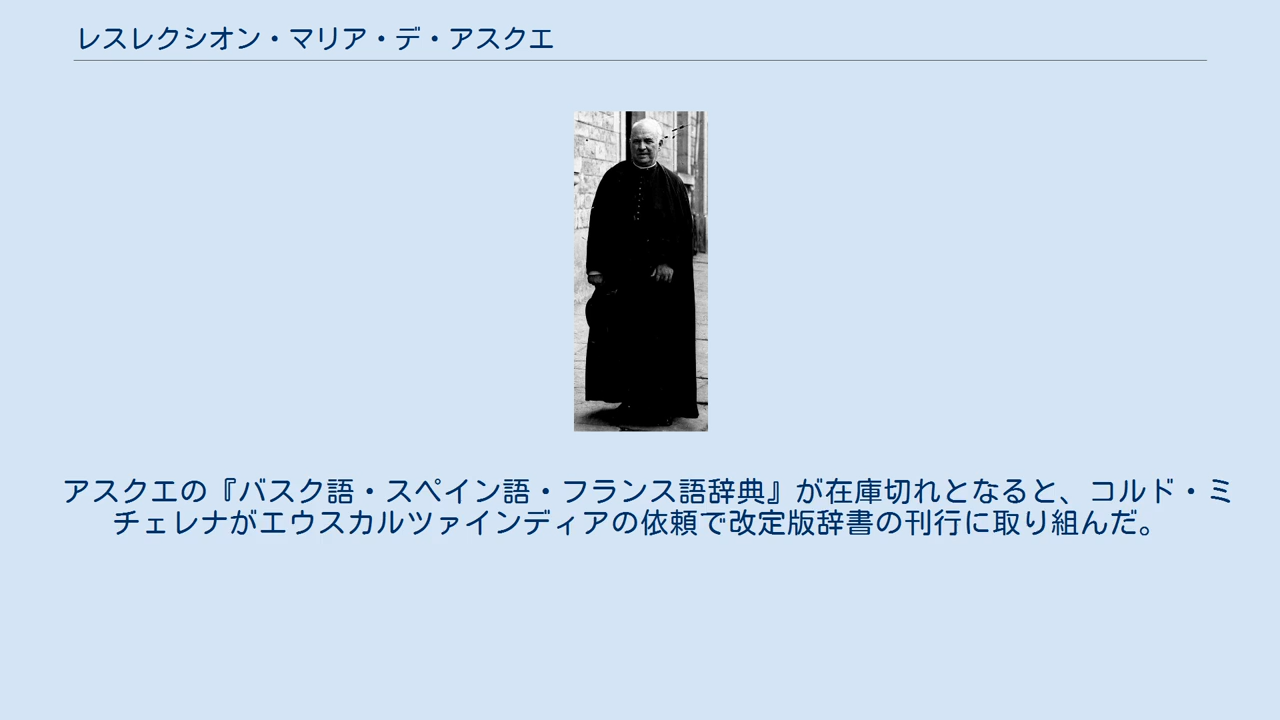 レスレクシオン・マリア・デ・アスクエ
アスクエの『バスク語・スペイン語・フランス語辞典』が在庫切れとなると、コルド・ミ
チェレナがエウスカルツァインディアの依頼で改定版辞書の刊行に取り組んだ。